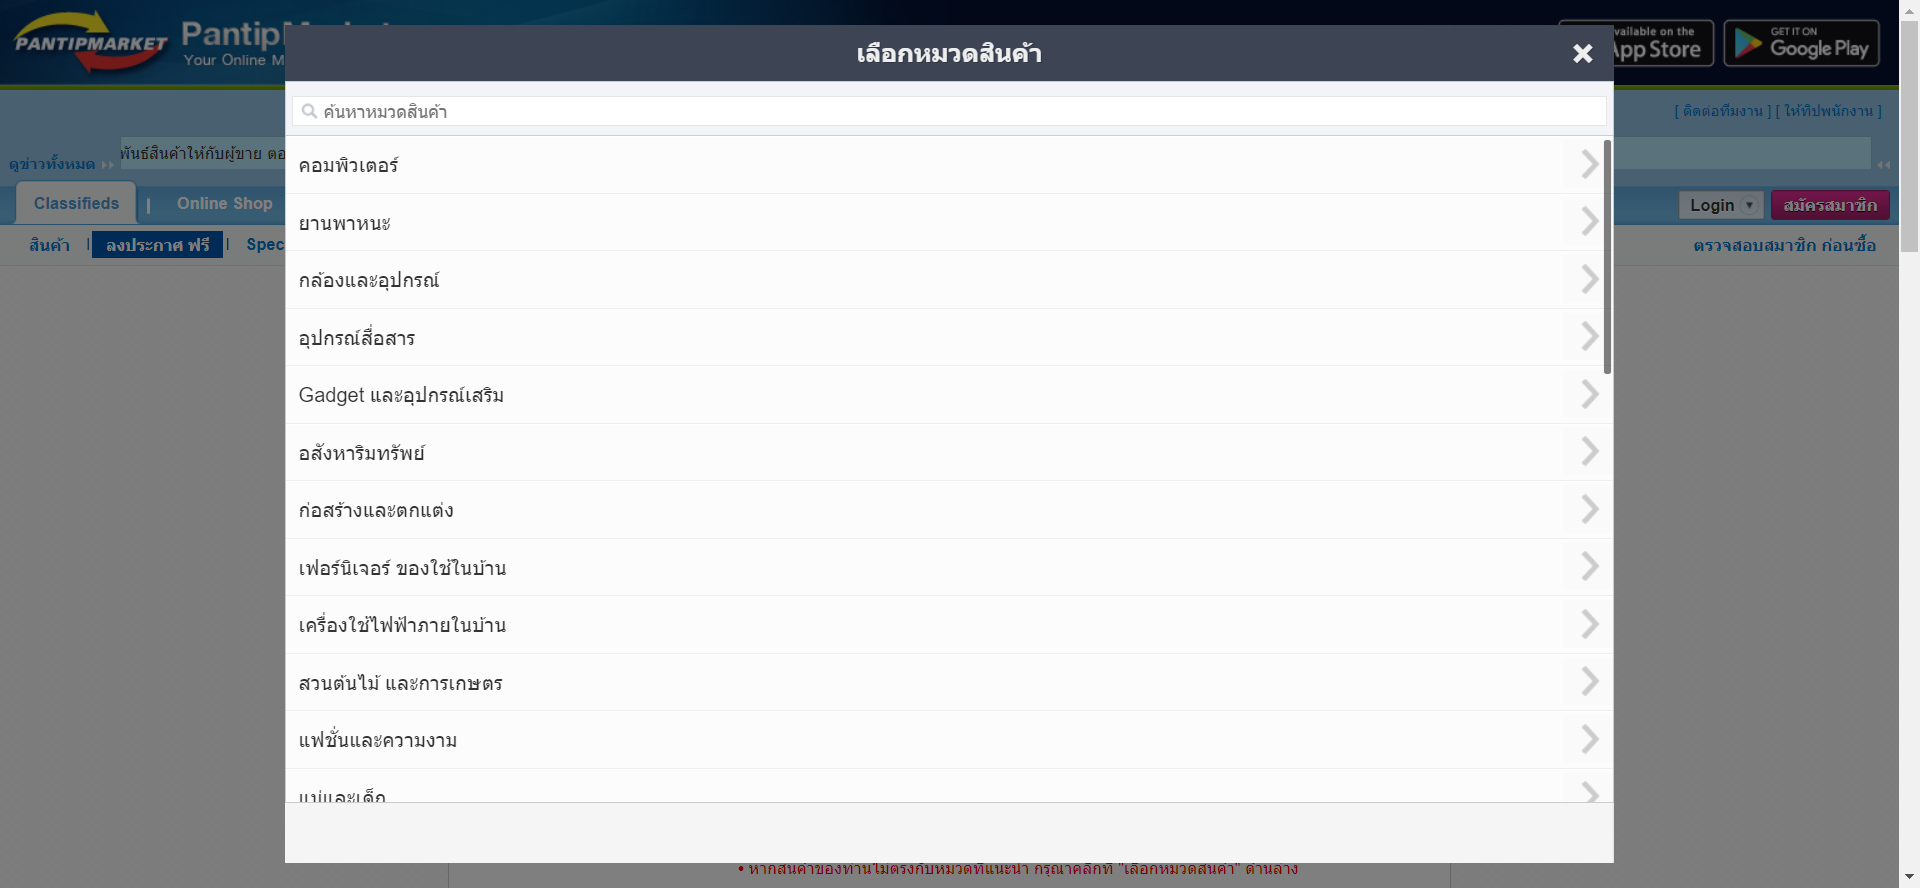 PANTIPMARKET
Your Online M
vailable on the
App Store
GET IT ON
Google Play
เลือกหมวดสินค้า
ค้นหาหมวดสินค้า
[ ติดต่อทีมงาน ] [ ให้ทิปพนักงาน ]
ดูข่าวทั้งหมด
พันธ์สินค้าให้กับผู้ขาย ตอ
Classifieds
Online Shop
Login
สมัครสมาชิก
สินค้า
ลงประกาศ ฟรี
Spec
ตรวจสอบสมาชิก ก่อนซื้อ
คอมพิวเตอร์
ยานพาหนะ
กล้องและอุปกรณ์
อุปกรณ์สื่อสาร
Gadget และอุปกรณ์เสริม
อสังหาริมทรัพย์
ก่อสร้างและตกแต่ง
เฟอร์นิเจอร์ ของใช้ในบ้าน
เครื่องใช้ไฟฟ้าภายในบ้าน
สวนต้นไม้ และการเกษตร
แฟชั่นและความงาม
แม่และเด็ก
• หากสินค้าของท่านไม่ตรงกับหมวดที่แนะนำ กรุณาคลิกที่ "เลือกหมวดสินค้า" ด้านล่าง